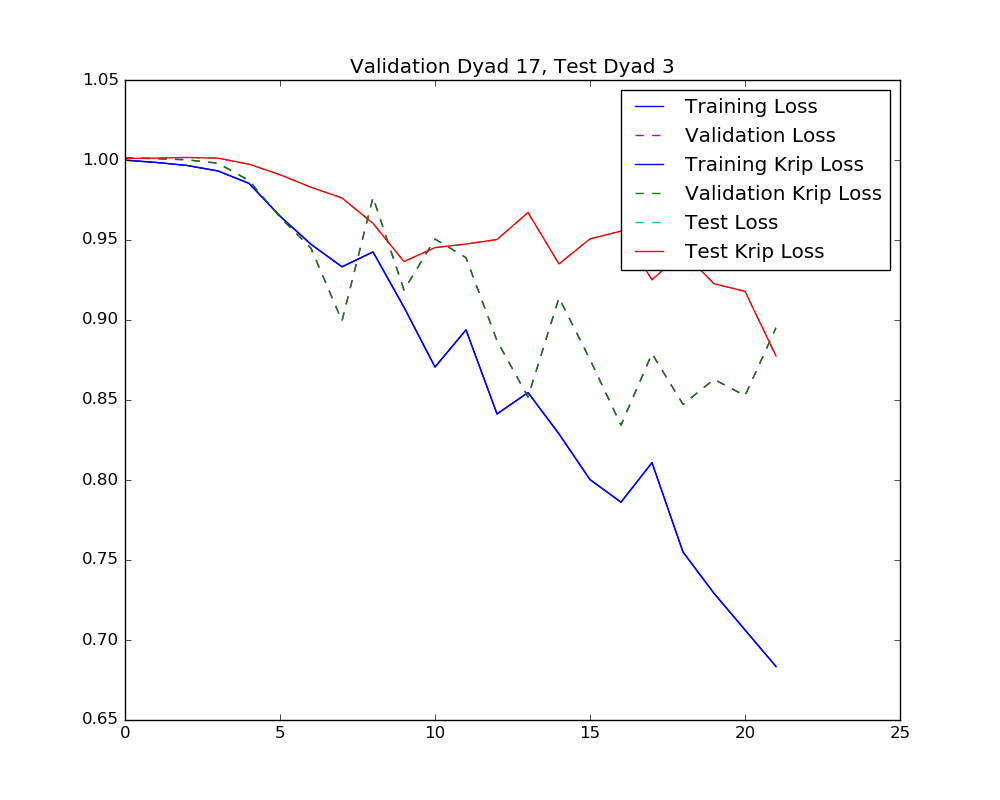 Validation Dyad 17, Test Dyad 3
1.05
1.00
0.95
0.90
0.85
0.80
0.75
0.70
0.65
Training Loss
Validation Loss
Training Krip Loss
Validation Krip Loss
Test Loss
Test Krip Loss
0 5 10 15 20 25